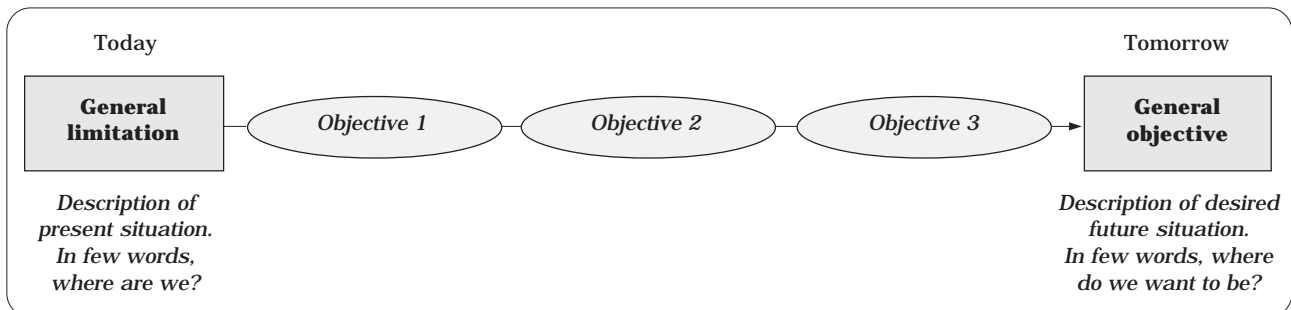 Today
Tomorrow
General
limitation
Objective 1
Objective 2
Objective 3
General
objective
Description of
present situation.
In few words,
where are we?
Description of desired
future situation.
In few words, where
do we want to be?